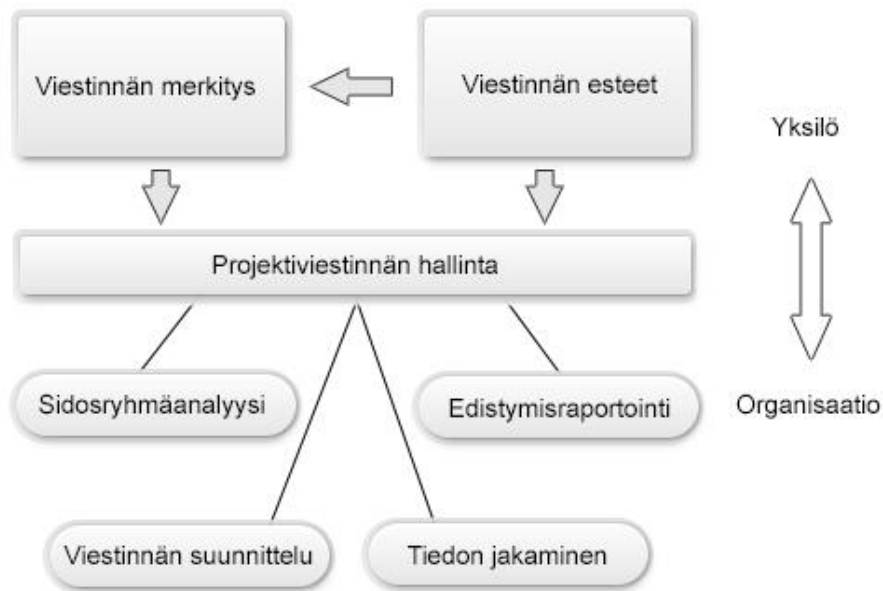 Viestinnän merkitys
Viestinnän esteet
Yksilö
Projektiviestinnän hallinta
Sidosryhmäanalyysi
Edistymisraportointi
Organisaatio
Viestinnän suunnittelu
Tiedon jakaminen